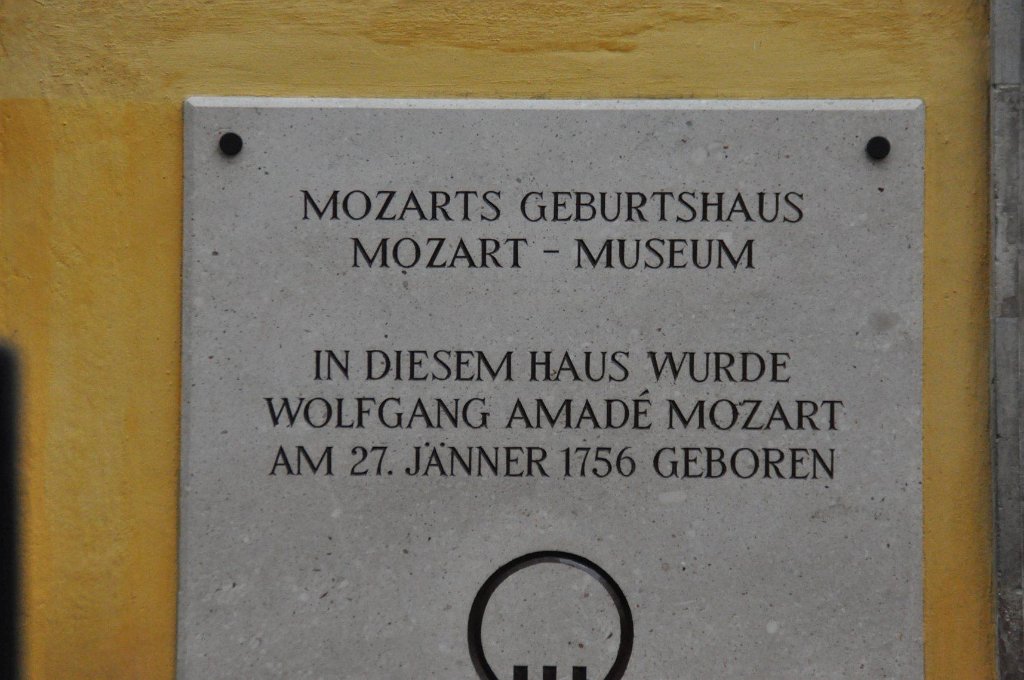 MOZARTS GEBURTSHAUS
MOZART - MUSEUM
IN DIESEM HAUS WURDE
WOLFGANG AMADÉ MOZART
AM 27. JÄNNER 1756 GEBOREN